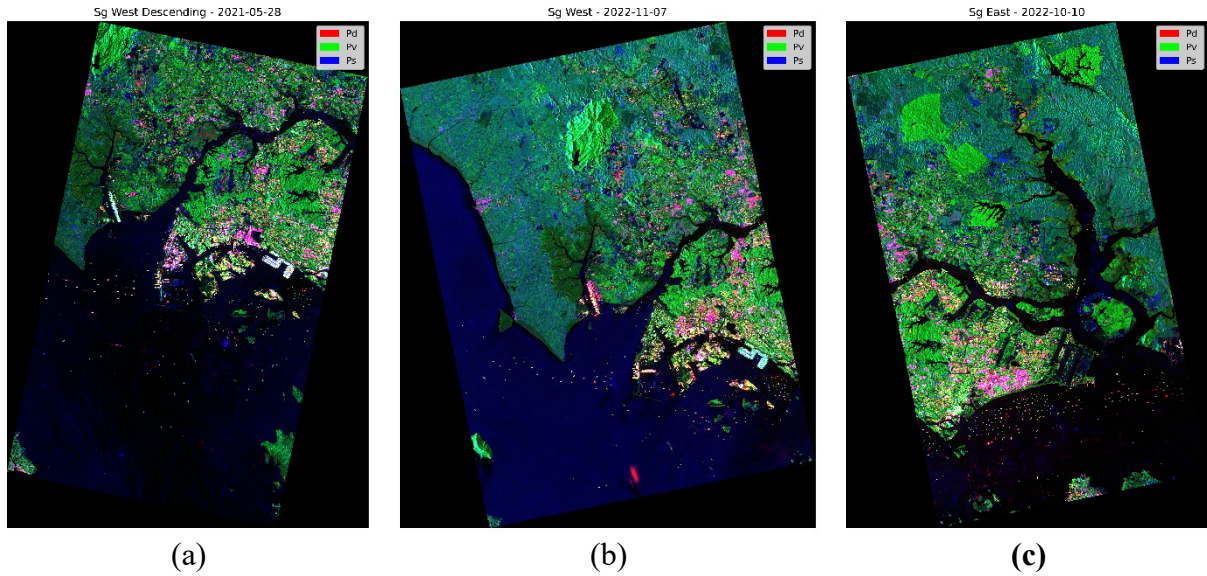 Sg West Descending - 2021-05-28
Pd
Pv
Ps
(a)
Sg West - 2022-11-07
Pd
Pv
Ps
(b)
Sg East - 2022-10-10
Pd
Pv
Ps
(c)